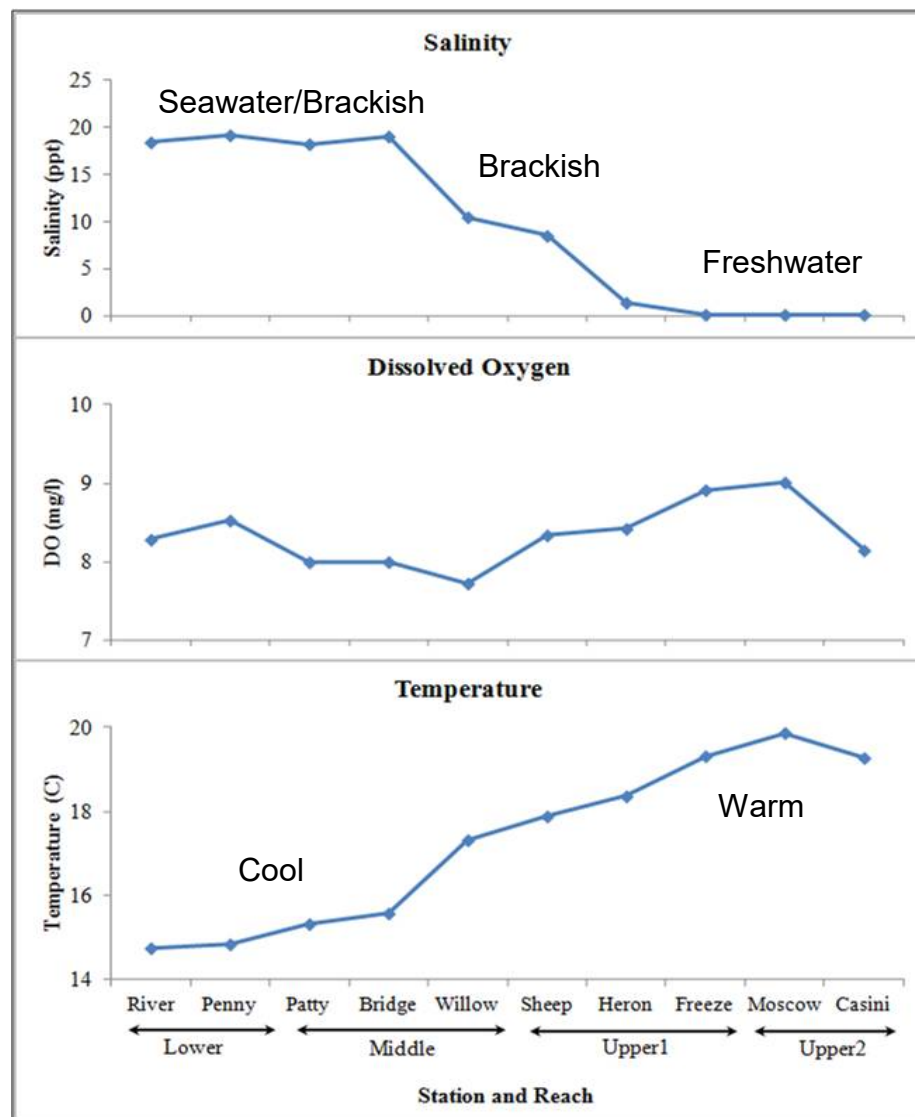 Salinity
Seawater/Brackish
Brackish
Freshwater
Salinity (ppt)
25
20
15
10
5
0
Dissolved Oxygen
DO (mg/l)
10
9
8
7
Temperature
Warm
Cool
Temperature (C)
20
18
16
14
River Penny Patty Bridge Willow Sheep Heron Freeze Moscow Casini
Lower Middle Upper1 Upper2
Station and Reach